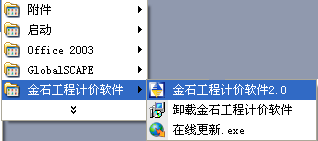 附件
启动
Office 2003
GlobalSCAPE
金石工程计价软件
金石工程计价软件2.0
卸载金石工程计价软件
在线更新.exe